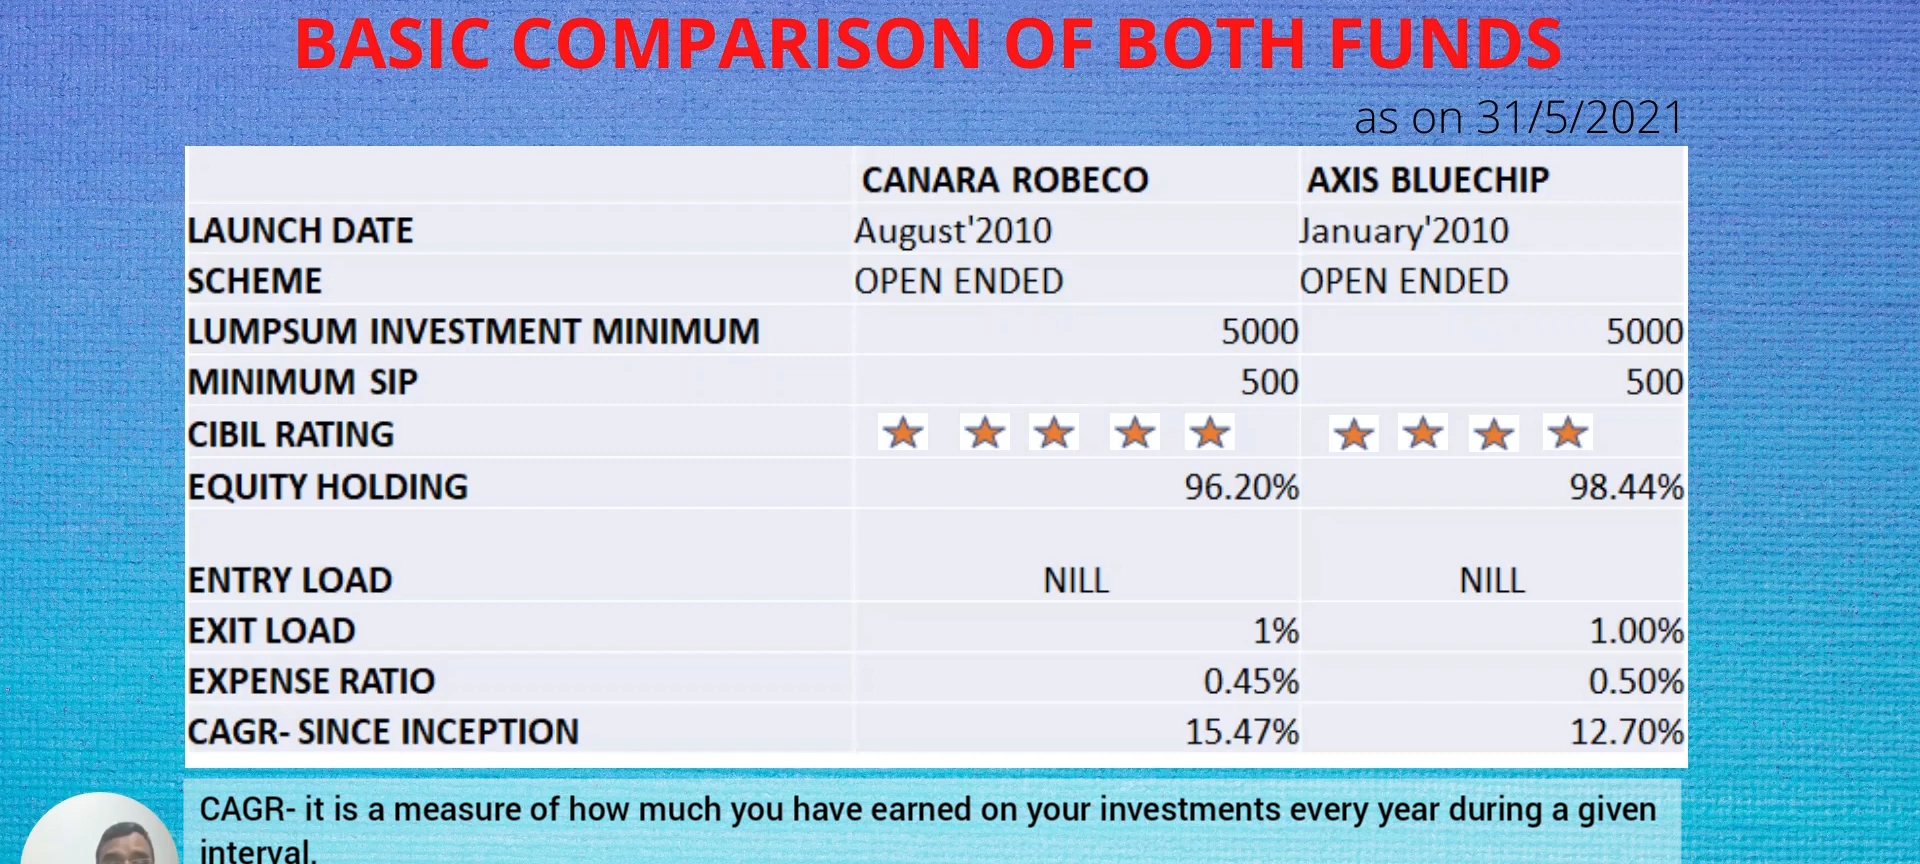 BASIC COMPARISON OF BOTH FUNDS
as on 31/5/2021
CANARA ROBECO AXIS BLUECHIP
LAUNCH DATE August'2010 January'2010
SCHEME OPEN ENDED OPEN ENDED
LUMPSUM INVESTMENT MINIMUM 5000 5000
MINIMUM SIP 500 500
CIBIL RATING
EQUITY HOLDING 96.20% 98.44%
ENTRY LOAD NILL NILL
EXIT LOAD 1% 1.00%
EXPENSE RATIO 0.45% 0.50%
CAGR- SINCE INCEPTION 15.47% 12.70%
CAGR- it is a measure of how much you have earned on your investments every year during a given
interval.